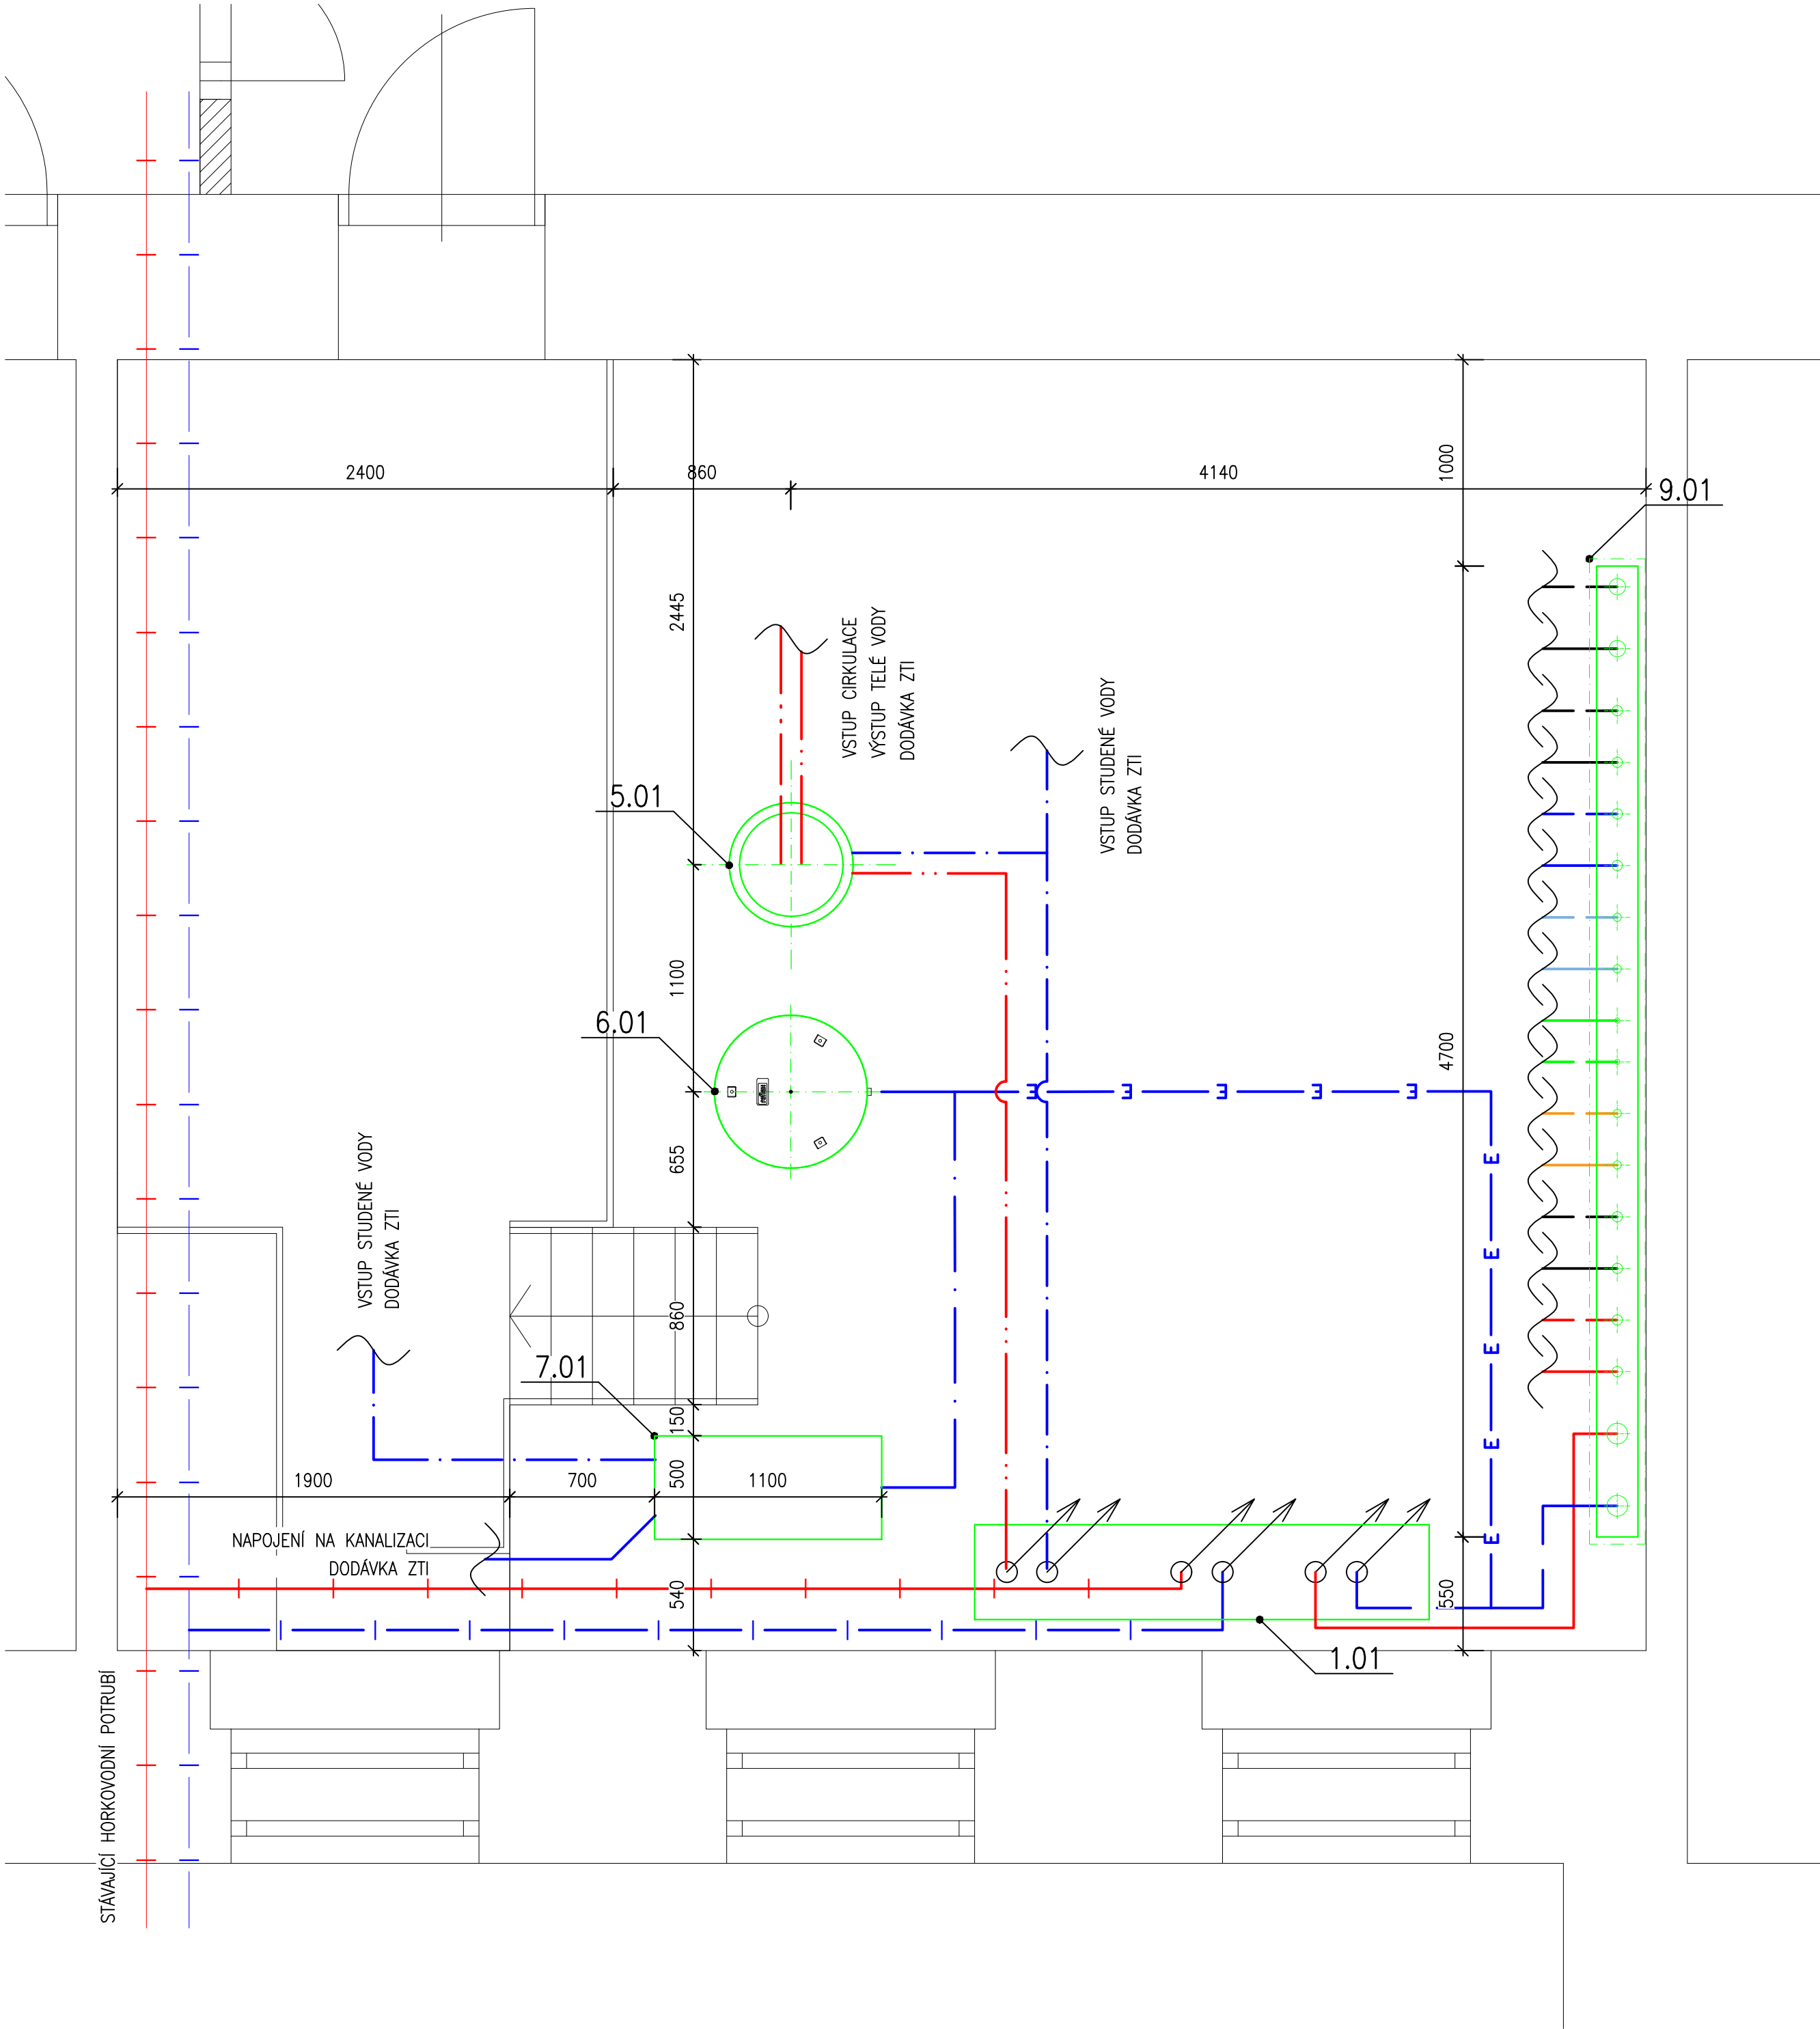 2400
860
4140
1000
9.01
2445
VSTUP CIRKULACE
VÝSTUP TELÉ VODY
DODÁVKA ZTI
VSTUP STUDENÉ VODY
DODÁVKA ZTI
5.01
1100
6.01
4700
E
E
E
E
E
655
E
E
E
E
E
VSTUP STUDENÉ VODY
DODÁVKA ZTI
860
7.01
150
1900
700
500
1100
NAPOJENÍ NA KANALIZACI
DODÁVKA ZTI
540
550
1.01
STÁVAJÍCÍ HORKOVODNÍ POTRUBÍ